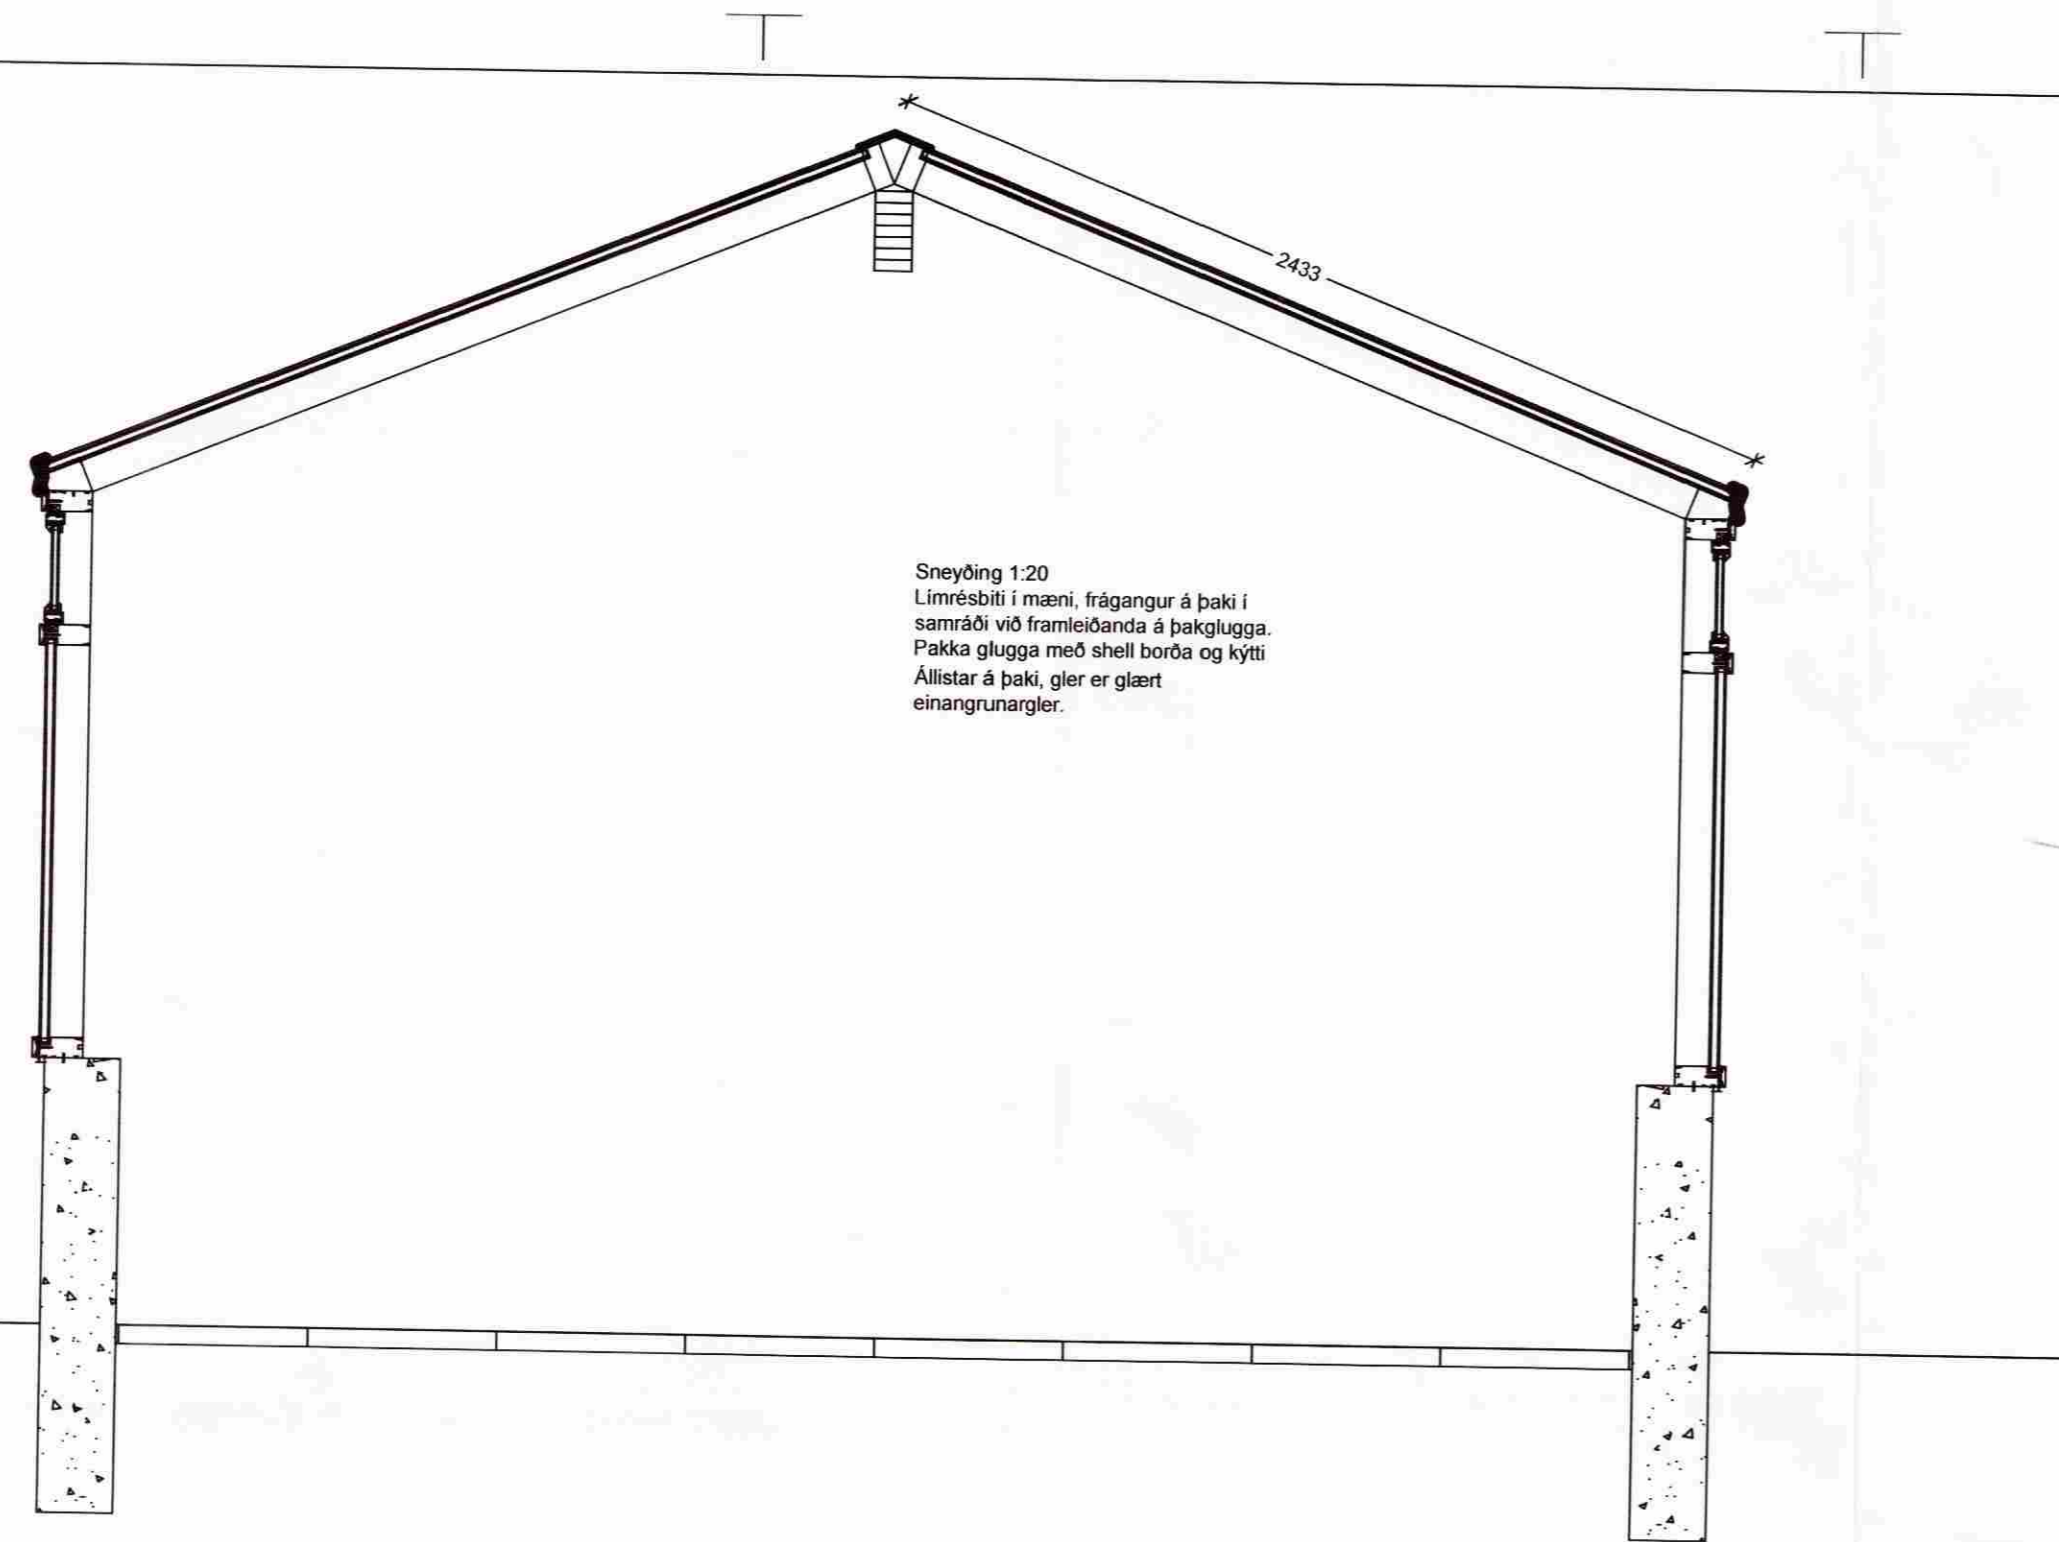 2433
Sneyðing 1:20
Límrésbiti í mæni, frágangur á þaki í
samráði við framleiðanda á þakglugga.
Pakka glugga með shell borða og kýtti
Állistar á þaki, gler er glært
einangrunargler.